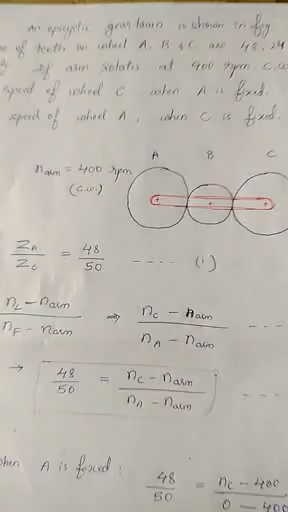 an epicyclic gear train is shown in fig
of teeth on wheel A, B & C are 48, 24
If arm rotates at 400 rpm C.W
speed of wheel C when A is fixed.
speed of wheel A, when C is fixed.
A B C
n_arm = 400 rpm
(C.W.)
Z_A / Z_C = 48 / 50 ---- (1)
n_L - n_arm / n_F - n_arm ⇒ n_C - n_arm / n_A - n_arm ---
→ 48 / 50 = n_C - n_arm / n_A - n_arm ---
when A is fixed: 48 / 50 = n_C - 400 / 0 - 400